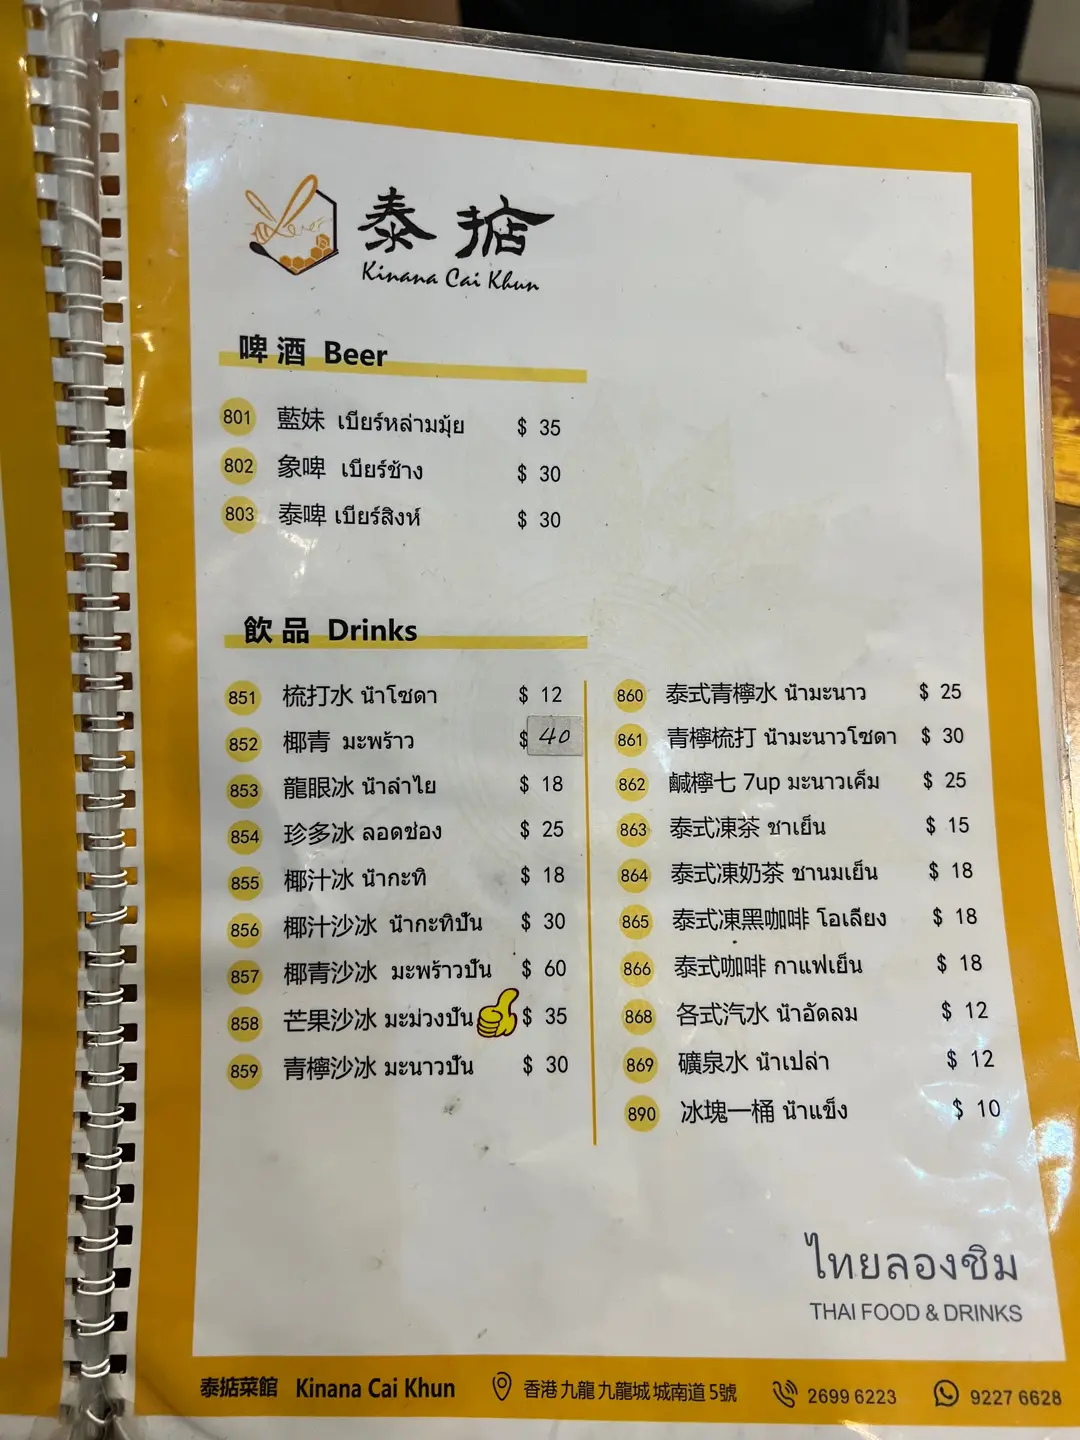 泰掂
Kinana Cai Khun
啤酒 Beer
801 藍妹 เบียร์หล่ามมุ้ย $ 35
802 象啤 เบียร์ช้าง $ 30
803 泰啤 เบียร์สิงห์ $ 30
飲品 Drinks
851 梳打水 น้ำโซดา $ 12
852 椰青 มะพร้าว $ 40
853 龍眼冰 น้ำลำไย $ 18
854 珍多冰 ลอดช่อง $ 25
855 椰汁冰 น้ำกะทิ $ 18
856 椰汁沙冰 น้ำกะทิปั่น $ 30
857 椰青沙冰 มะพร้าวปั่น $ 60
858 芒果沙冰 มะม่วงปั่น $ 35
859 青檸沙冰 มะนาวปั่น $ 30
860 泰式青檸水 น้ำมะนาว $ 25
861 青檸梳打 น้ำมะนาวโซดา $ 30
862 鹹檸七 7up มะนาวเค็ม $ 25
863 泰式凍茶 ชาเย็น $ 15
864 泰式凍奶茶 ชานมเย็น $ 18
865 泰式凍黑咖啡 โอเลี้ยง $ 18
866 泰式咖啡 กาแฟเย็น $ 18
868 各式汽水 น้ำอัดลม $ 12
869 礦泉水 น้ำเปล่า $ 12
890 冰塊一桶 น้ำแข็ง $ 10
ไทยลองชิม
THAI FOOD & DRINKS
泰掂菜館 Kinana Cai Khun 香港九龍九龍城城南道5號 2699 6223 9227 6628